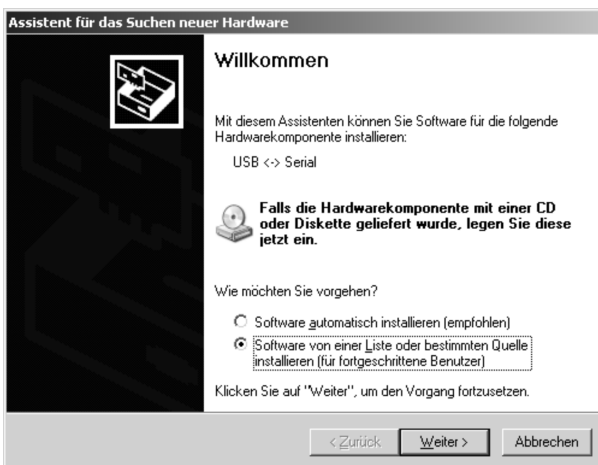 Assistent für das Suchen neuer Hardware
Willkommen
Mit diesem Assistenten können Sie Software für die folgende
Hardwarekomponente installieren:
USB <-> Serial
Falls die Hardwarekomponente mit einer CD
oder Diskette geliefert wurde, legen Sie diese
jetzt ein.
Wie möchten Sie vorgehen?
Software automatisch installieren (empfohlen)
Software von einer Liste oder bestimmten Quelle
installieren (für fortgeschrittene Benutzer)
Klicken Sie auf "Weiter", um den Vorgang fortzusetzen.
< Zurück Weiter > Abbrechen